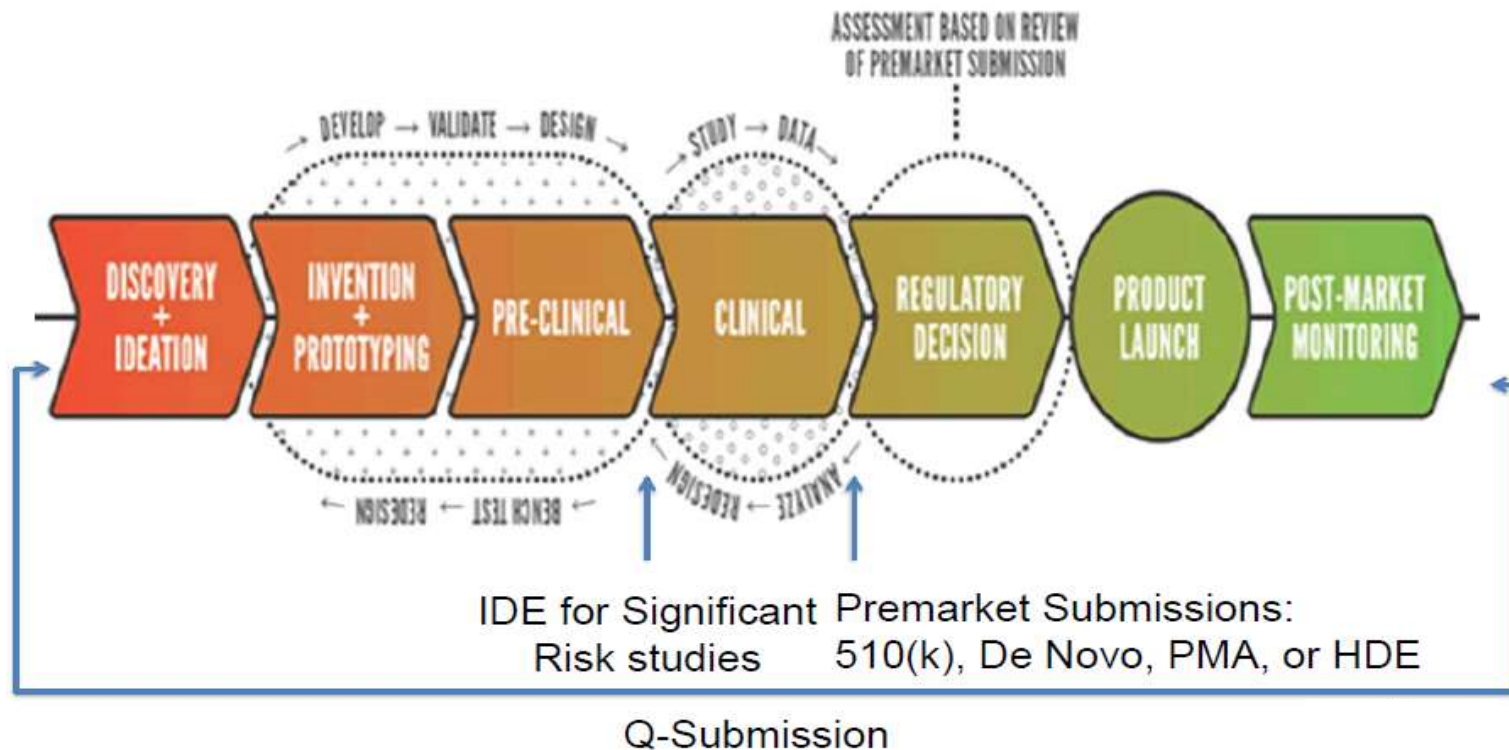 ASSESSMENT BASED ON REVIEW
OF PREMARKET SUBMISSION
→ DEVELOP → VALIDATE → DESIGN →
→ STUDY → DATA →
DISCOVERY
+
IDEATION
INVENTION
+
PROTOTYPING
PRE-CLINICAL
CLINICAL
REGULATORY
DECISION
PRODUCT
LAUNCH
POST-MARKET
MONITORING
← BENCH TEST ← REDESIGN ←
← ANALYZE ← REDESIGN ←
IDE for Significant
Risk studies
Premarket Submissions:
510(k), De Novo, PMA, or HDE
Q-Submission